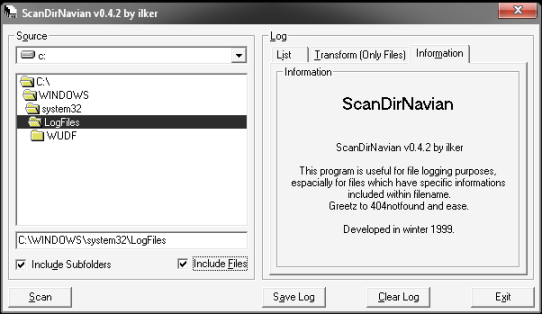 ScanDirNavian v0.4.2 by ilker
Source
c:
C:\
WINDOWS
system32
LogFiles
WUDF
C:\WINDOWS\system32\LogFiles
Include Subfolders
Include Files
Log
List
Transform (Only Files)
Information
Information
ScanDirNavian
ScanDirNavian v0.4.2 by ilker
This program is useful for file logging purposes,
espacially for files which have specific informations
included within filename.
Greetz to 404notfound and ease.
Developed in winter 1999.
Scan
Save Log
Clear Log
Exit